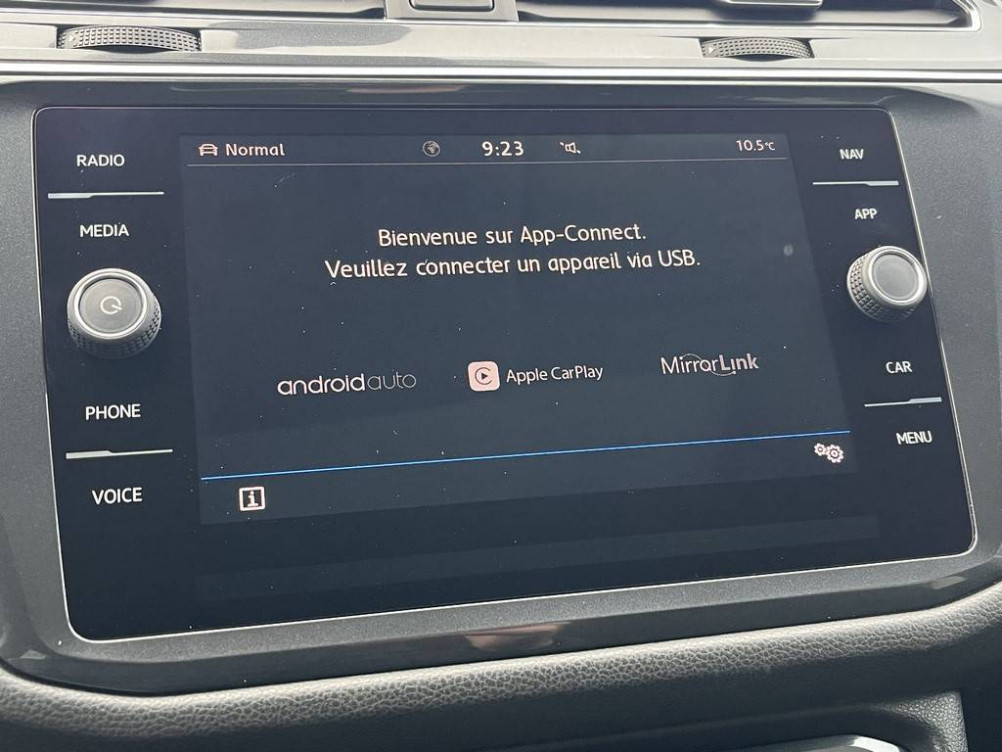 RADIO
MEDIA
PHONE
VOICE
Normal
9:23
10.5°C
Bienvenue sur App-Connect.
Veuillez connecter un appareil via USB.
androidauto
Apple CarPlay
MirrorLink
i
NAV
APP
CAR
MENU